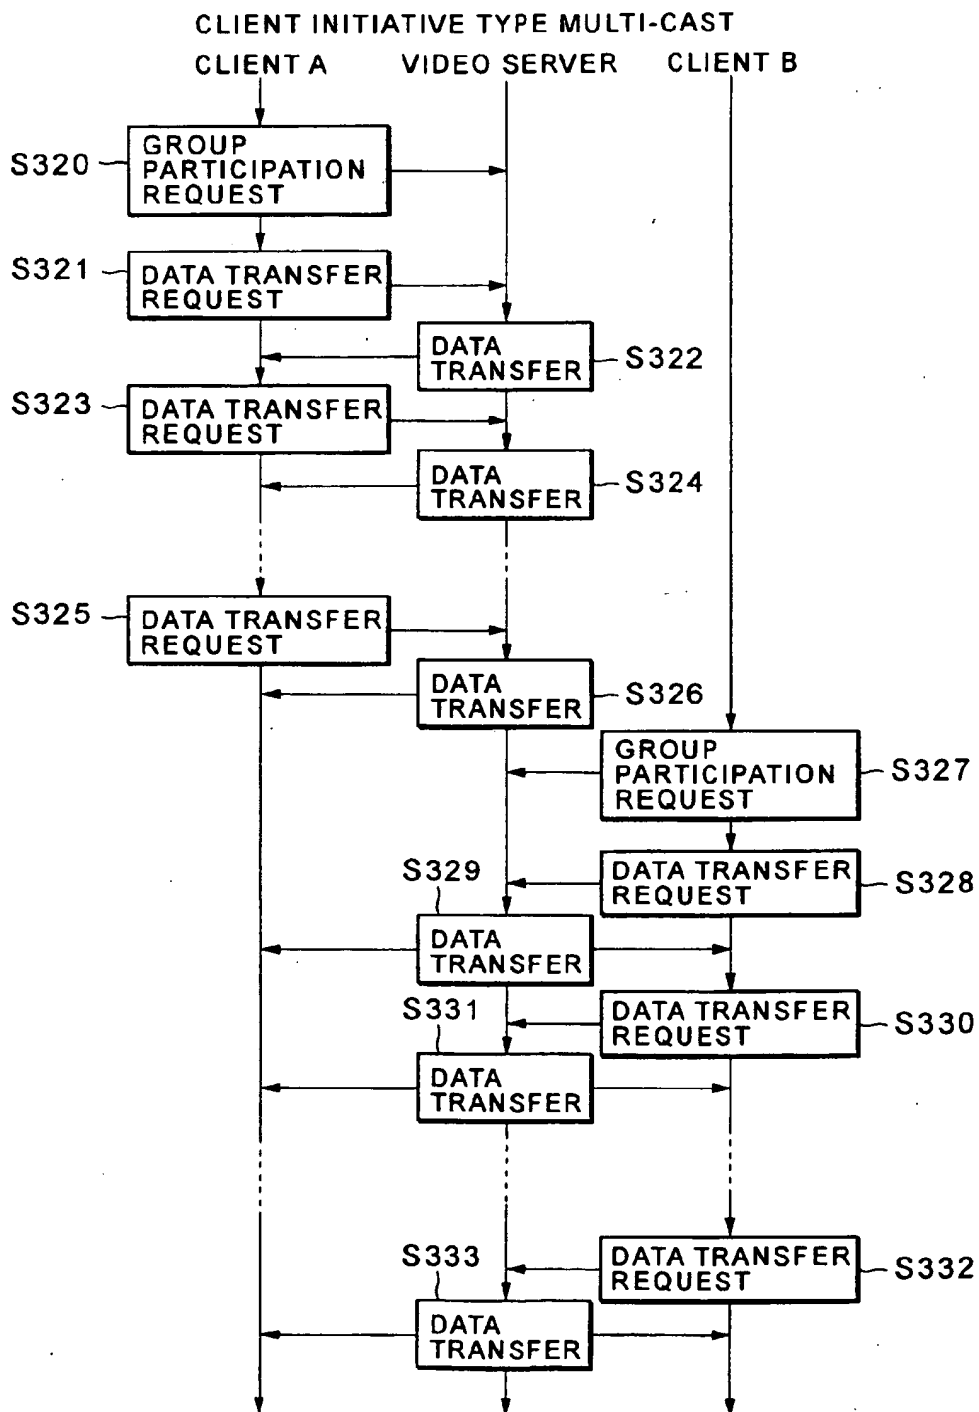 CLIENT INITIATIVE TYPE MULTI-CAST
CLIENT A VIDEO SERVER CLIENT B
S320
GROUP
PARTICIPATION
REQUEST
S321
DATA TRANSFER
REQUEST
DATA
TRANSFER
S322
S323
DATA TRANSFER
REQUEST
DATA
TRANSFER
S324
S325
DATA TRANSFER
REQUEST
DATA
TRANSFER
S326
GROUP
PARTICIPATION
REQUEST
S327
DATA TRANSFER
REQUEST
S328
S329
DATA
TRANSFER
DATA TRANSFER
REQUEST
S330
S331
DATA
TRANSFER
DATA TRANSFER
REQUEST
S332
S333
DATA
TRANSFER